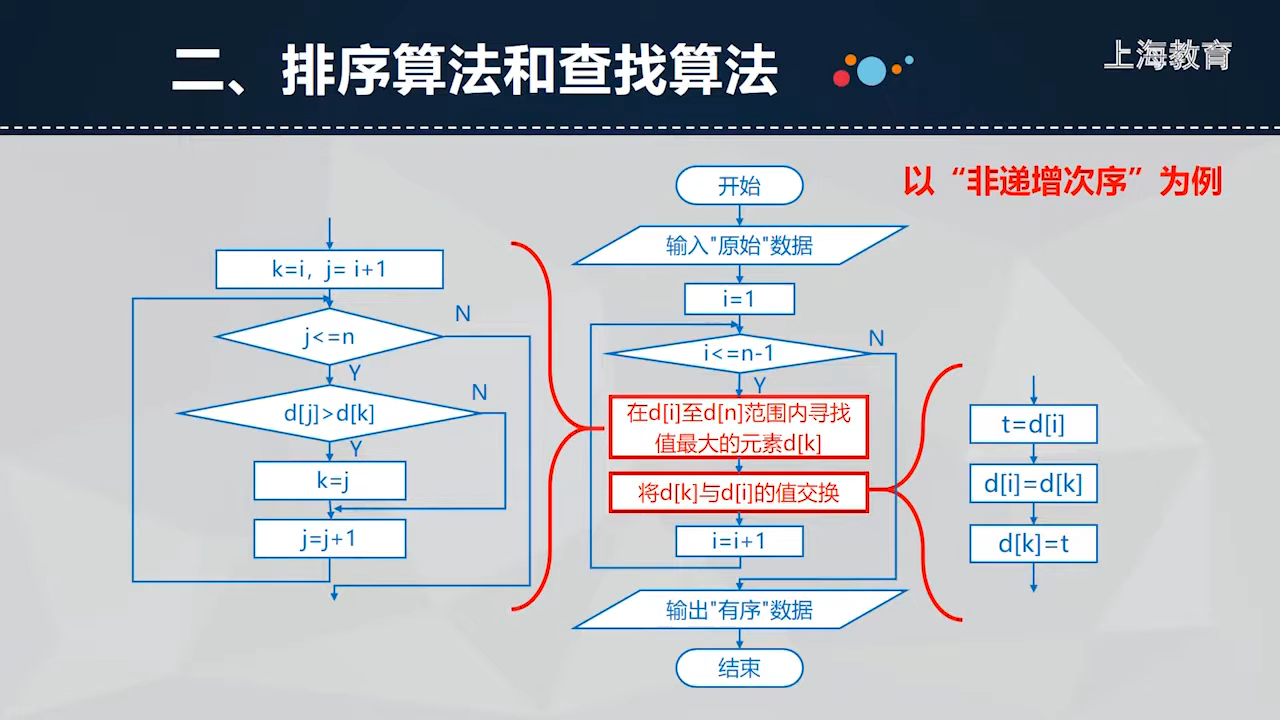 二、排序算法和查找算法
上海教育
以“非递增次序”为例
k=i，j= i+1
j<=n
N
Y
d[j]>d[k]
N
Y
k=j
j=j+1
开始
输入"原始"数据
i=1
i<=n-1
N
Y
在d[i]至d[n]范围内寻找
值最大的元素d[k]
将d[k]与d[i]的值交换
i=i+1
输出"有序"数据
结束
t=d[i]
d[i]=d[k]
d[k]=t